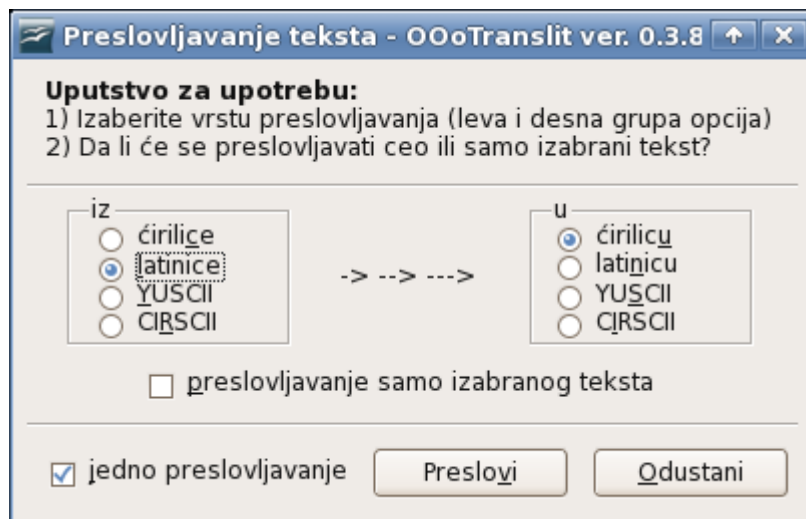 Preslovljavanje teksta - OOoTranslit ver. 0.3.8
Uputstvo za upotrebu:
1) Izaberite vrstu preslovljavanja (leva i desna grupa opcija)
2) Da li će se preslovljavati ceo ili samo izabrani tekst?
iz
ćirilice
latinice
YUSCII
CIRSCII
-> --> --->
u
ćirilicu
latinicu
YUSCII
CIRSCII
preslovljavanje samo izabranog teksta
jedno preslovljavanje
Preslovi
Odustani